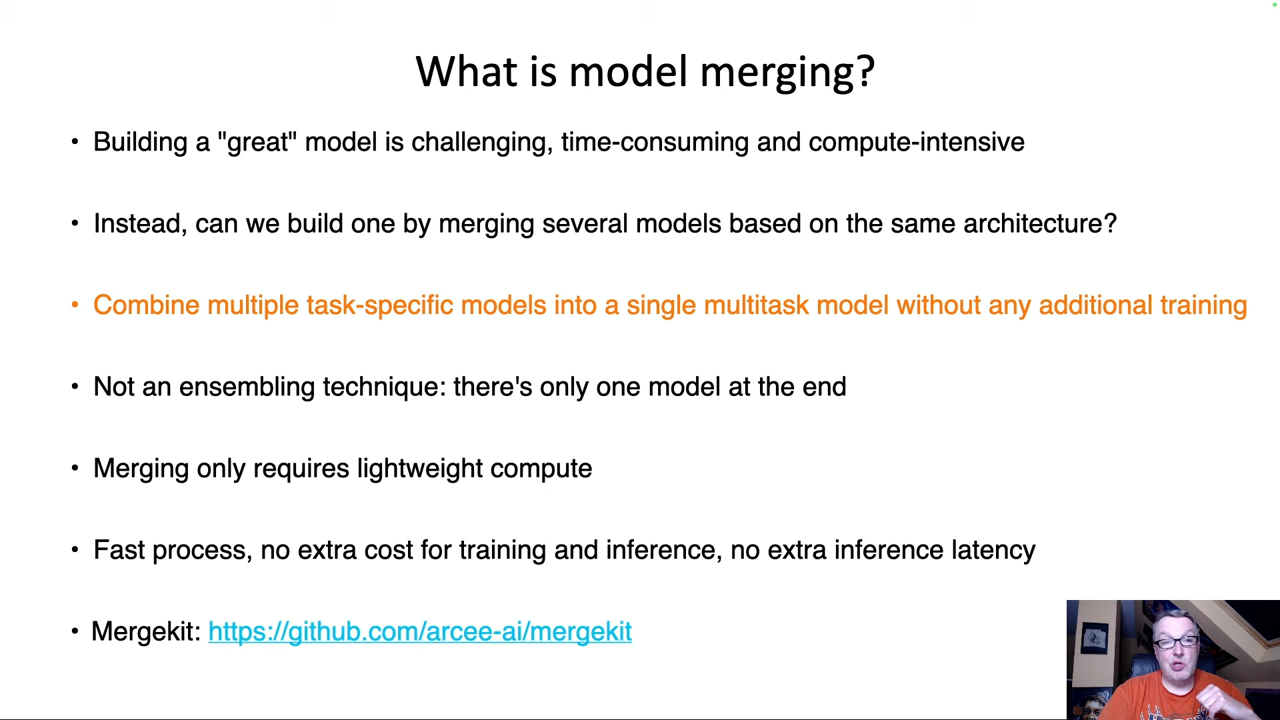 What is model merging?
• Building a "great" model is challenging, time-consuming and compute-intensive
• Instead, can we build one by merging several models based on the same architecture?
• Combine multiple task-specific models into a single multitask model without any additional training
• Not an ensembling technique: there's only one model at the end
• Merging only requires lightweight compute
• Fast process, no extra cost for training and inference, no extra inference latency
• Mergekit: https://github.com/arcee-ai/mergekit